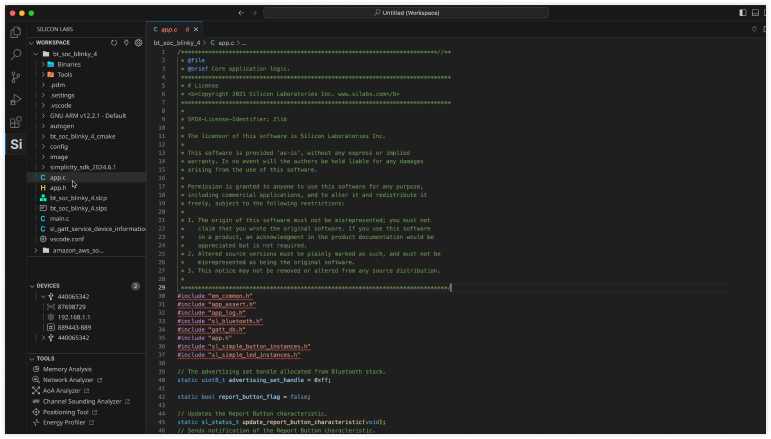 Untitled (Workspace)
SILICON LABS
WORKSPACE
bt_soc_blinky_4
Binaries
Tools
.pdm
.settings
.vscode
GNU ARM v12.2.1 - Default
autogen
bt_soc_blinky_4_cmake
config
image
simplicity_sdk_2024.6.1
C app.c
H app.h
bt_soc_blinky_4.slcp
bt_soc_blinky_4.slps
C main.c
C sl_gatt_service_device_informatio
vscode.conf
amazon_aws_so...
Si
DEVICES 2
440065342
87698729
192.168.1.1
889443-889
440065342
TOOLS
Memory Analysis
Network Analyzer
AoA Analyzer
Channel Sounding Analyzer
Positioning Tool
Energy Profiler
C app.c
bt_soc_blinky_4 > C app.c > ...
1 /***************************************************************************//**
2 * @file
3 * @brief Core application logic.
4 *******************************************************************************
5 * # License
6 * <b>Copyright 2021 Silicon Laboratories Inc. www.silabs.com</b>
7 *******************************************************************************
8 *
9 * SPDX-License-Identifier: Zlib
10 *
11 * The licensor of this software is Silicon Laboratories Inc.
12 *
13 * This software is provided 'as-is', without any express or implied
14 * warranty. In no event will the authors be held liable for any damages
15 * arising from the use of this software.
16 *
17 * Permission is granted to anyone to use this software for any purpose,
18 * including commercial applications, and to alter it and redistribute it
19 * freely, subject to the following restrictions:
20 *
21 * 1. The origin of this software must not be misrepresented; you must not
22 * claim that you wrote the original software. If you use this software
23 * in a product, an acknowledgment in the product documentation would be
24 * appreciated but is not required.
25 * 2. Altered source versions must be plainly marked as such, and must not be
26 * misrepresented as being the original software.
27 * 3. This notice may not be removed or altered from any source distribution.
28 *
29 ******************************************************************************/
30 #include "em_common.h"
31 #include "app_assert.h"
32 #include "app_log.h"
33 #include "sl_bluetooth.h"
34 #include "gatt_db.h"
35 #include "app.h"
36 #include "sl_simple_button_instances.h"
37 #include "sl_simple_led_instances.h"
38
39 // The advertising set handle allocated from Bluetooth stack.
40 static uint8_t advertising_set_handle = 0xff;
41
42 static bool report_button_flag = false;
43
44 // Updates the Report Button characteristic.
45 static sl_status_t update_report_button_characteristic(void);
46 // Sends notification of the Report Button characteristic.